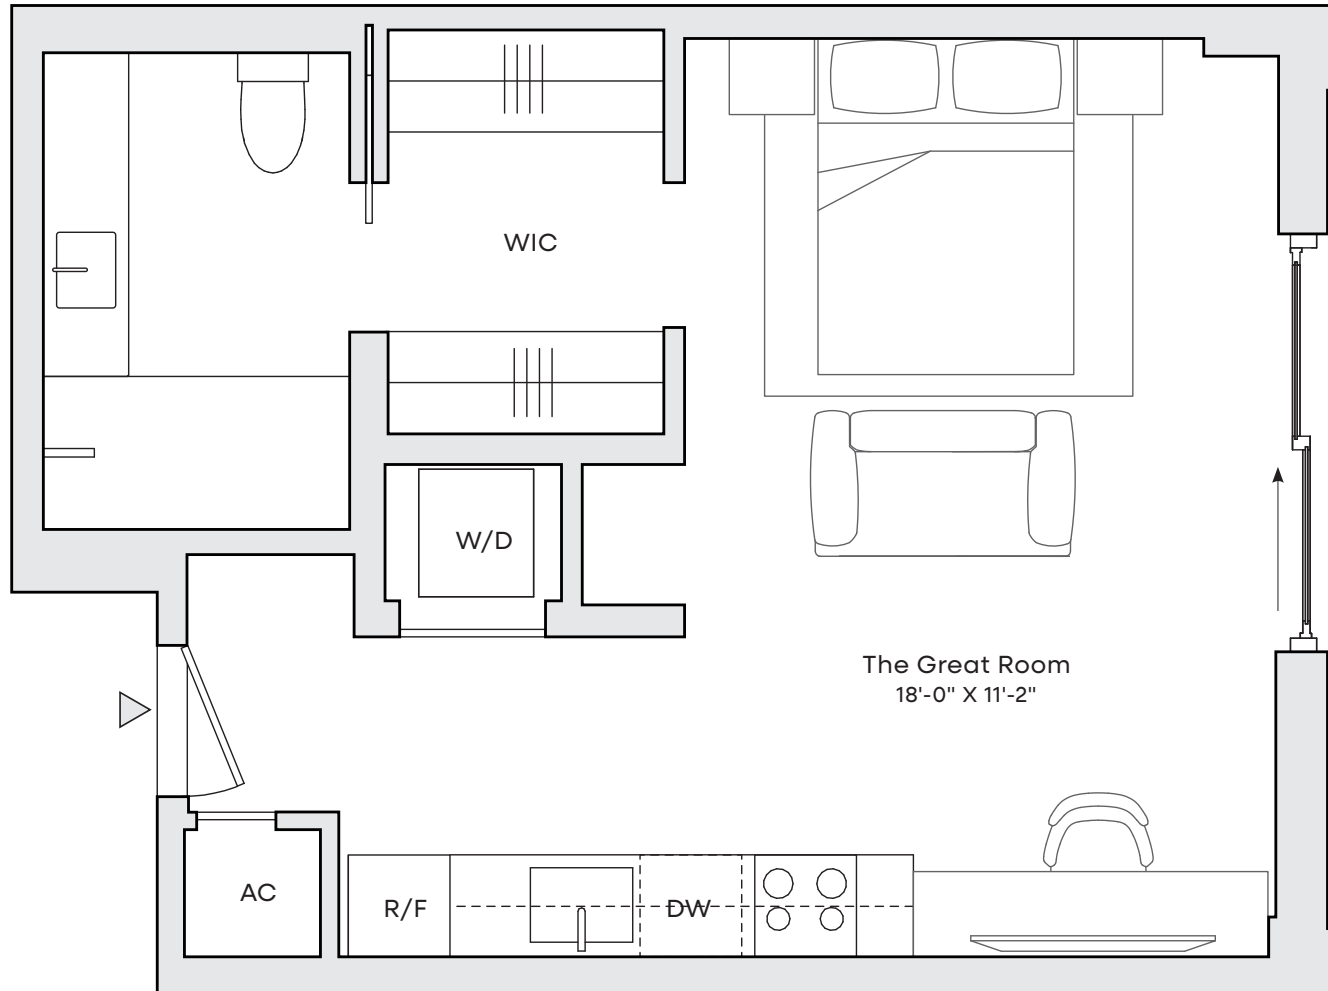 WIC
W/D
The Great Room
18'-0" X 11'-2"
AC
R/F
DW